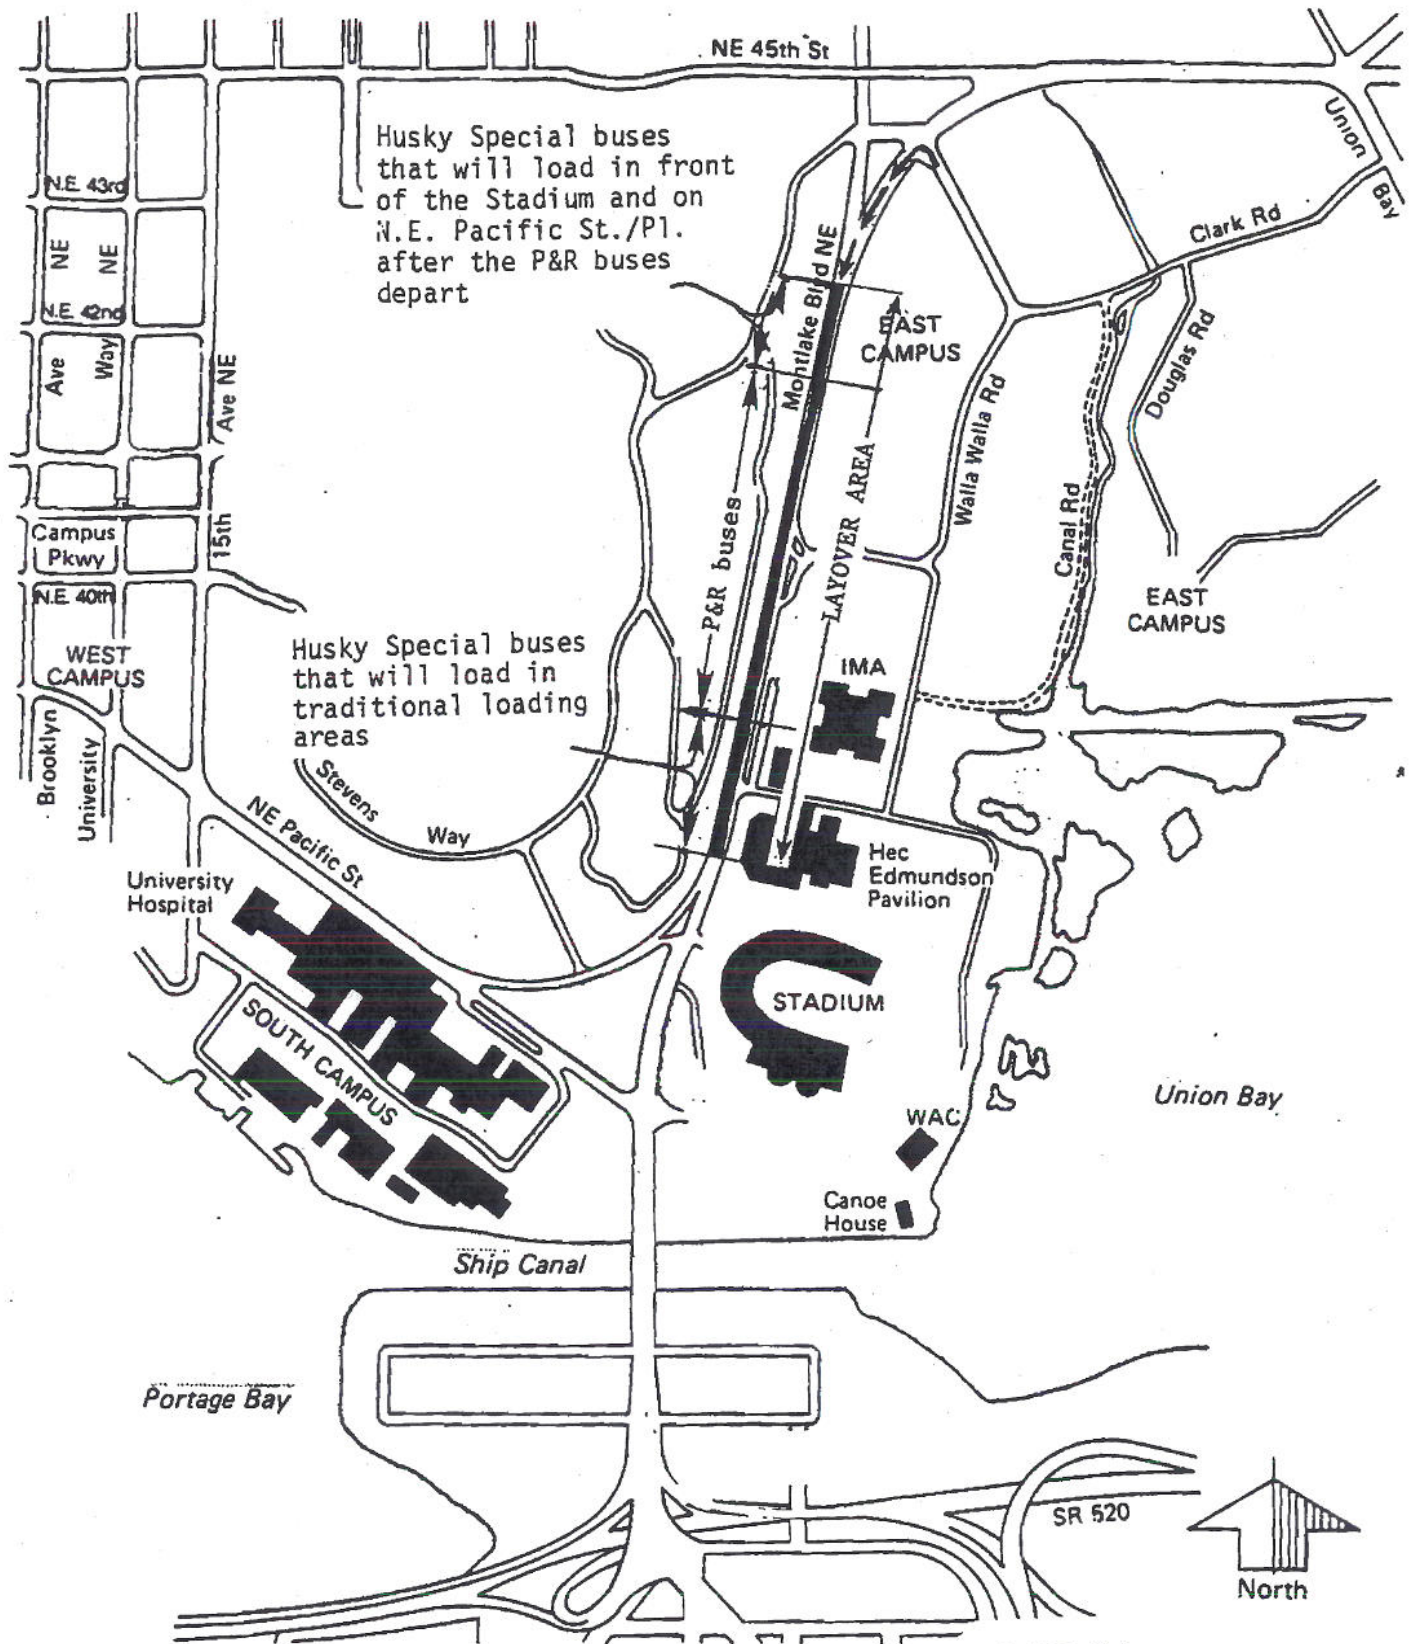 NE 45th St
Husky Special buses
that will load in front
of the Stadium and on
N.E. Pacific St./Pl.
after the P&R buses
depart
Union
Bay
N.E. 43rd
Clark Rd
NE
NE
Montlake Blvd NE
N.E. 42nd
EAST
CAMPUS
Ave
Way
Ave NE
Douglas Rd
Walla Walla Rd
LAYOVER AREA
P&R buses
Canal Rd
Campus
Pkwy
15th
N.E. 40th
EAST
CAMPUS
WEST
CAMPUS
Husky Special buses
that will load in
traditional loading
areas
IMA
Brooklyn
University
Stevens
Way
NE Pacific St
Hec
Edmundson
Pavilion
University
Hospital
STADIUM
SOUTH CAMPUS
Union Bay
WAC
Canoe
House
Ship Canal
Portage Bay
SR 520
North